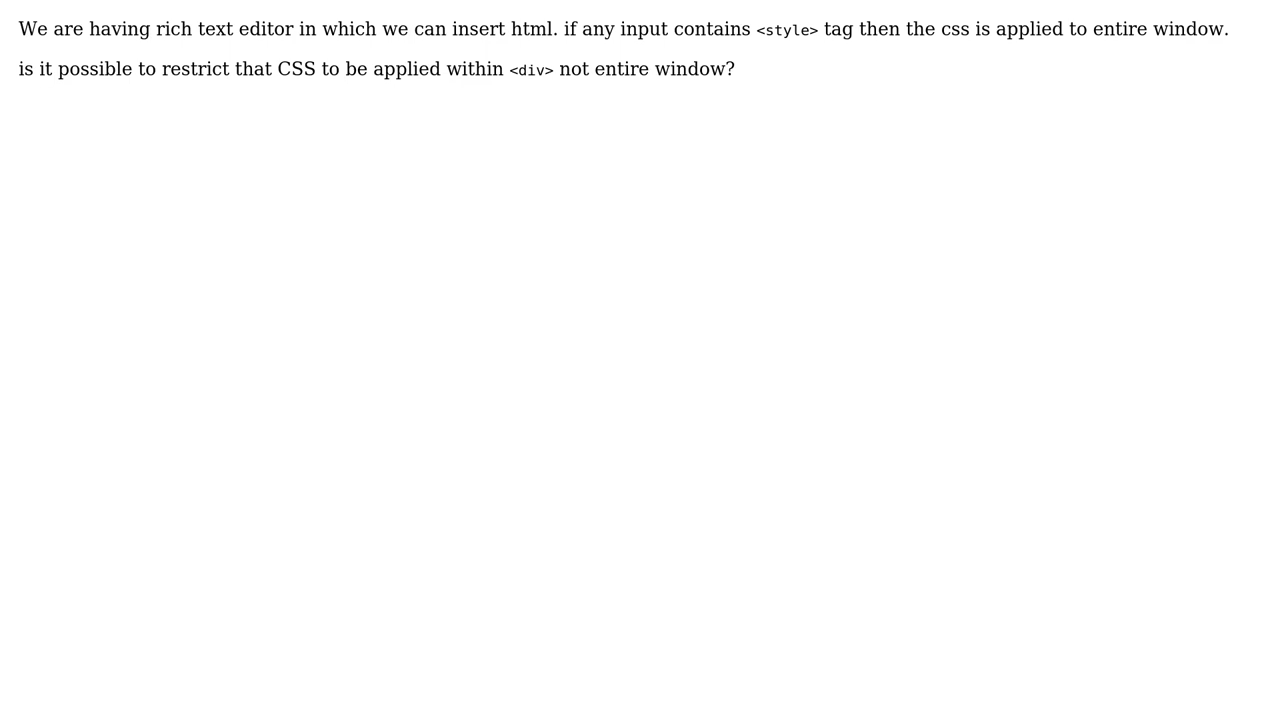 We are having rich text editor in which we can insert html. if any input contains <style> tag then the css is applied to entire window.
is it possible to restrict that CSS to be applied within <div> not entire window?